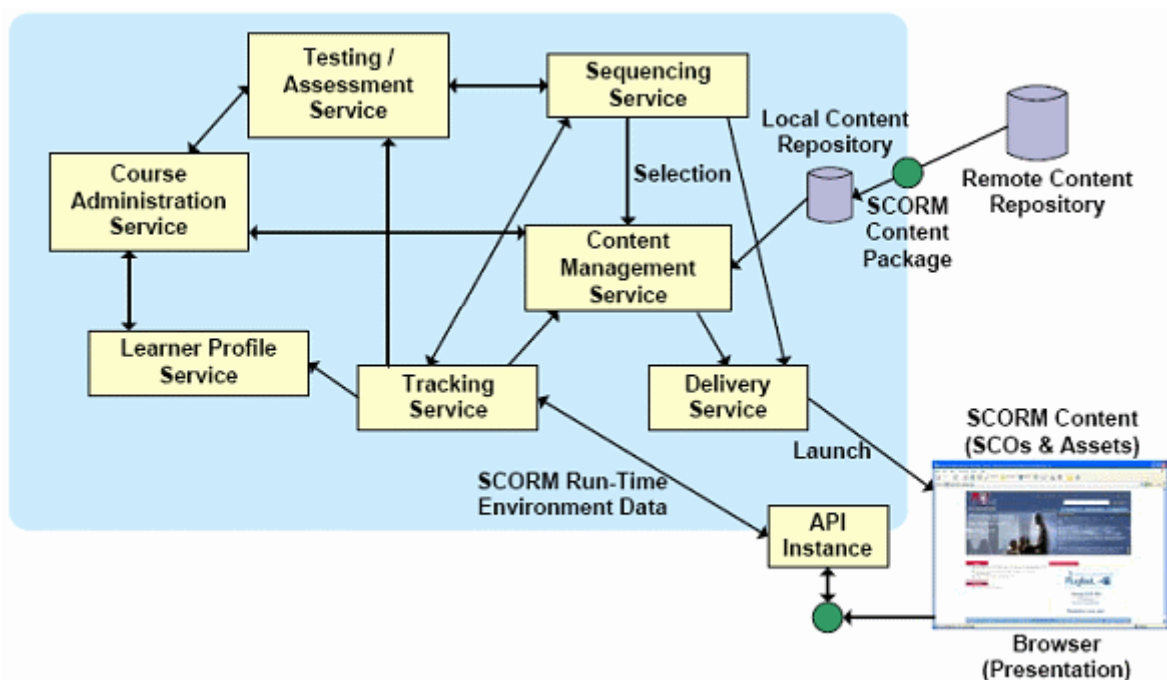 Testing /
Assessment
Service
Sequencing
Service
Local Content
Repository
Remote Content
Repository
Course
Administration
Service
Selection
SCORM
Content
Package
Content
Management
Service
Learner Profile
Service
Tracking
Service
Delivery
Service
SCORM Content
(SCOs & Assets)
Launch
SCORM Run-Time
Environment Data
API
Instance
Browser
(Presentation)